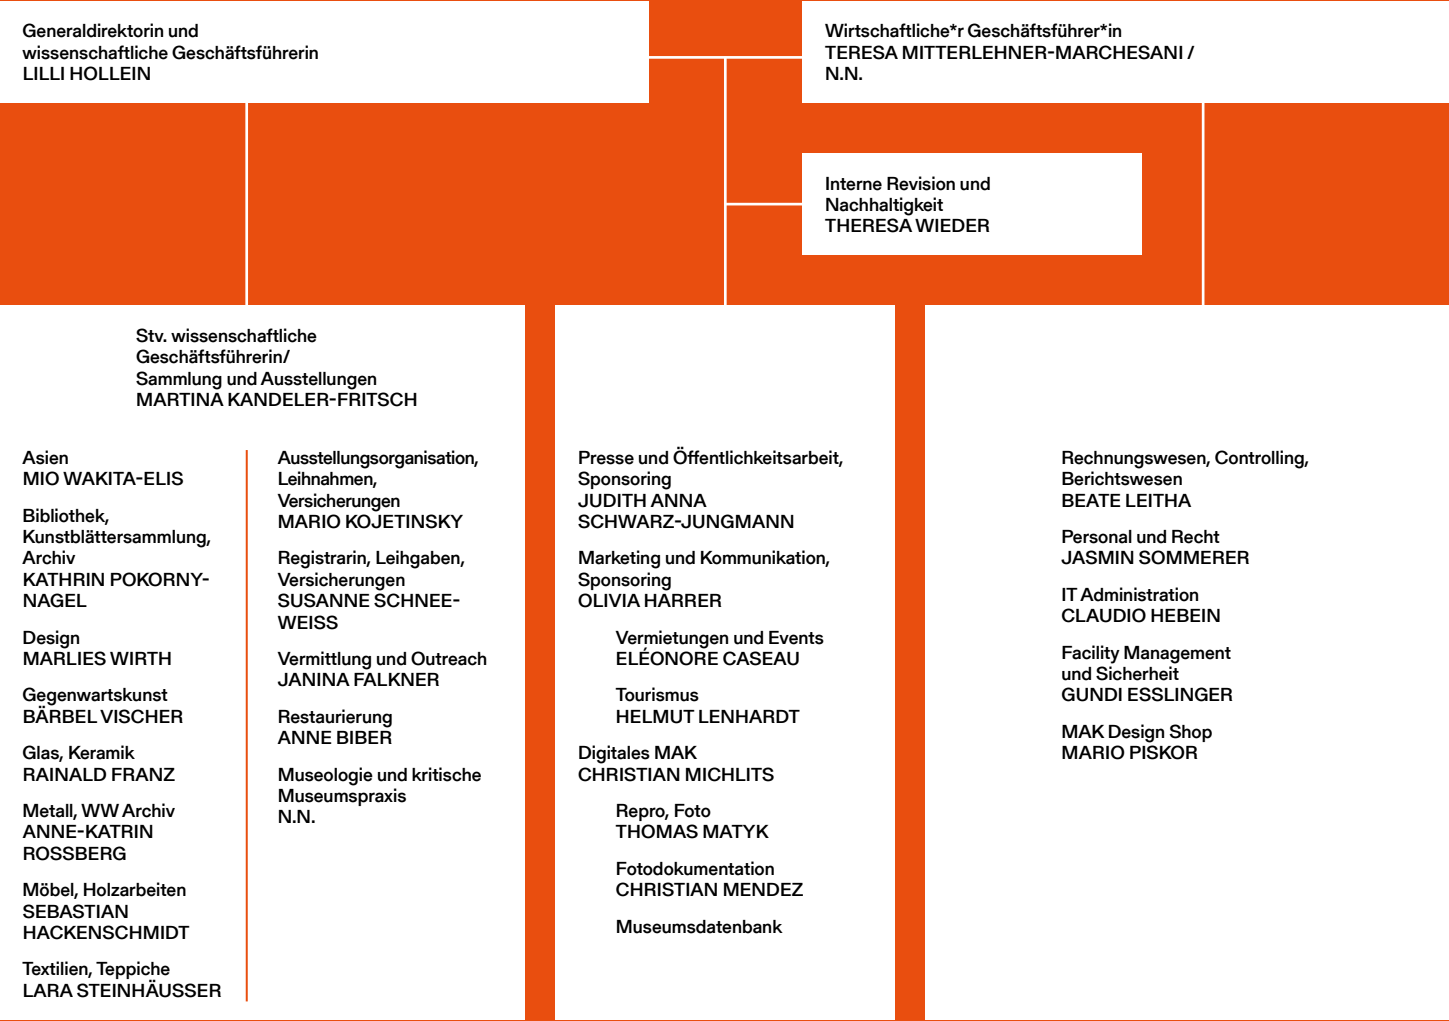 Generaldirektorin und
wissenschaftliche Geschäftsführerin
LILLI HOLLEIN
Wirtschaftliche*r Geschäftsführer*in
TERESA MITTERLEHNER-MARCHESANI /
N.N.
Interne Revision und
Nachhaltigkeit
THERESA WIEDER
Stv. wissenschaftliche
Geschäftsführerin/
Sammlung und Ausstellungen
MARTINA KANDELER-FRITSCH
Asien
MIO WAKITA-ELIS
Bibliothek,
Kunstblättersammlung,
Archiv
KATHRIN POKORNY-
NAGEL
Design
MARLIES WIRTH
Gegenwartskunst
BÄRBEL VISCHER
Glas, Keramik
RAINALD FRANZ
Metall, WW Archiv
ANNE-KATRIN
ROSSBERG
Möbel, Holzarbeiten
SEBASTIAN
HACKENSCHMIDT
Textilien, Teppiche
LARA STEINHÄUSSER
Ausstellungsorganisation,
Leihnahmen,
Versicherungen
MARIO KOJETINSKY
Registrarin, Leihgaben,
Versicherungen
SUSANNE SCHNEE-
WEISS
Vermittlung und Outreach
JANINA FALKNER
Restaurierung
ANNE BIBER
Museologie und kritische
Museumspraxis
N.N.
Presse und Öffentlichkeitsarbeit,
Sponsoring
JUDITH ANNA
SCHWARZ-JUNGMANN
Marketing und Kommunikation,
Sponsoring
OLIVIA HARRER
Vermietungen und Events
ELÉONORE CASEAU
Tourismus
HELMUT LENHARDT
Digitales MAK
CHRISTIAN MICHLITS
Repro, Foto
THOMAS MATYK
Fotodokumentation
CHRISTIAN MENDEZ
Museumsdatenbank
Rechnungswesen, Controlling,
Berichtswesen
BEATE LEITHA
Personal und Recht
JASMIN SOMMERER
IT Administration
CLAUDIO HEBEIN
Facility Management
und Sicherheit
GUNDI ESSLINGER
MAK Design Shop
MARIO PISKOR